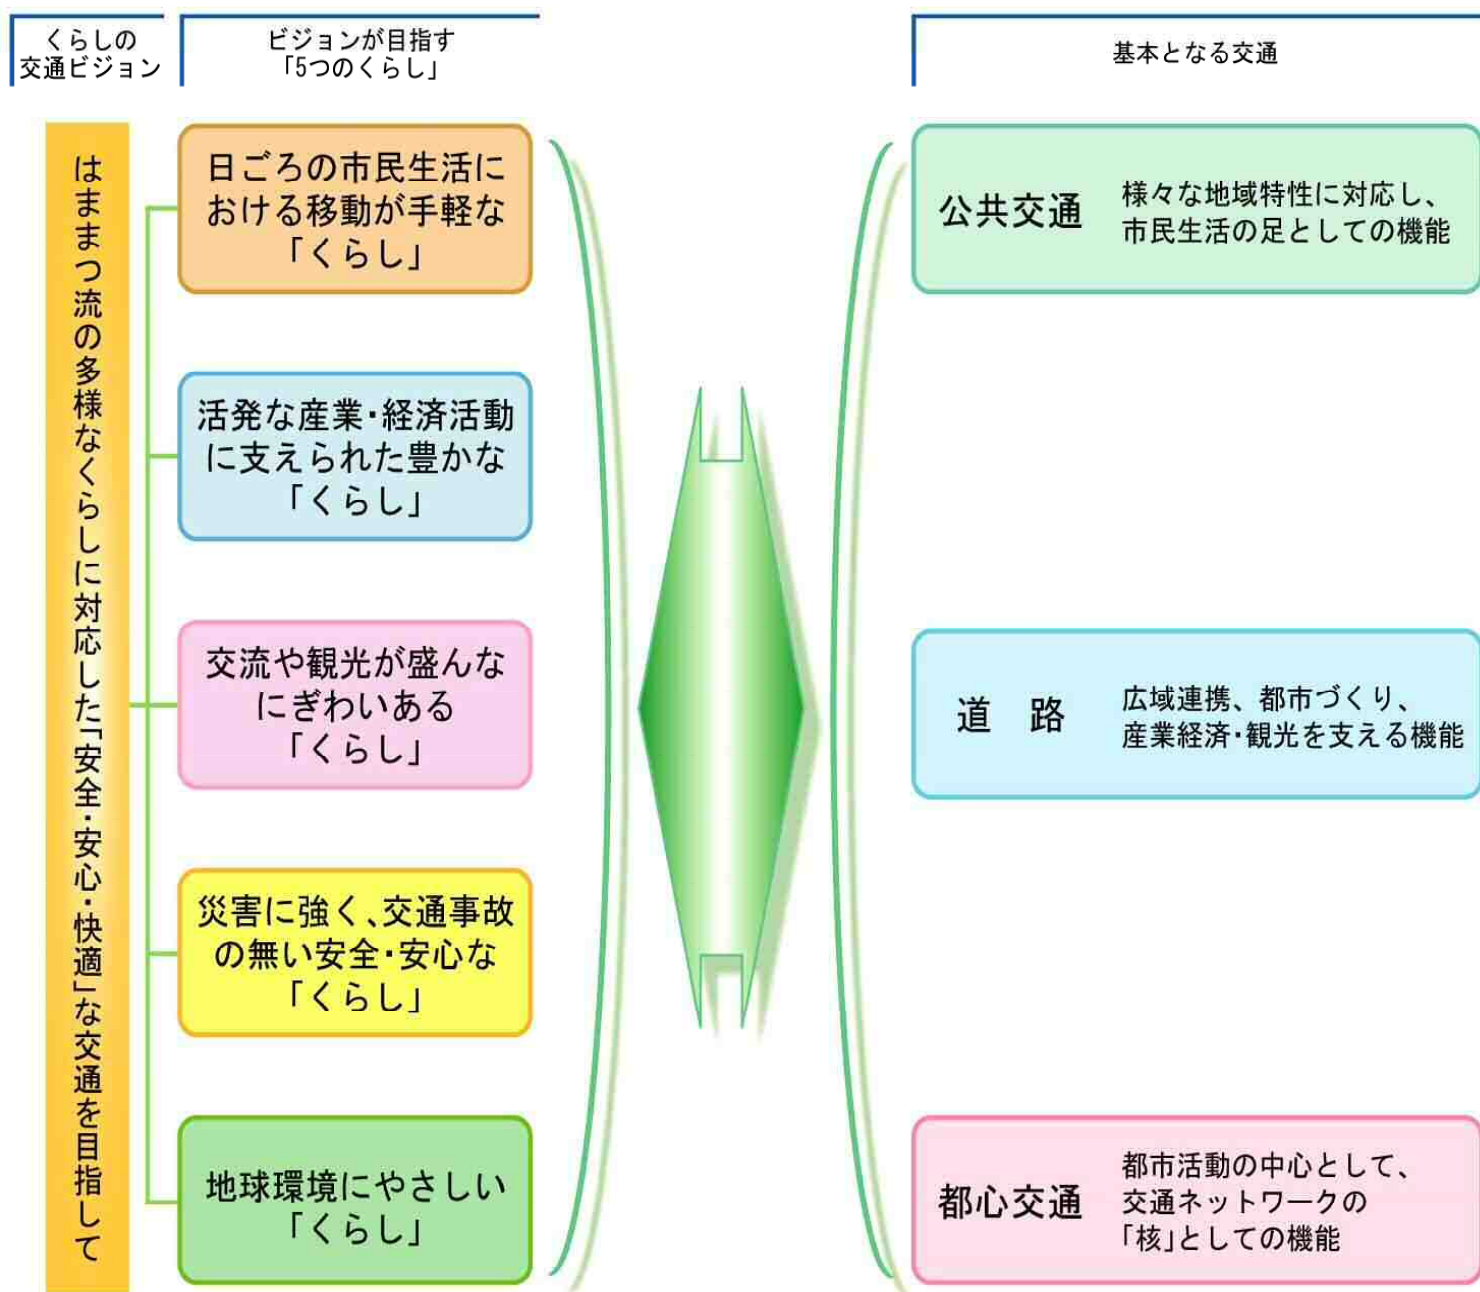 くらしの
交通ビジョン
ビジョンが目指す
「5つのくらし」
基本となる交通
はままつ流の多様なくらしに対応した「安全・安心・快適」な交通を目指して
日ごろの市民生活に
おける移動が手軽な
「くらし」
活発な産業・経済活動
に支えられた豊かな
「くらし」
交流や観光が盛んな
にぎわいある
「くらし」
災害に強く、交通事故
の無い安全・安心な
「くらし」
地球環境にやさしい
「くらし」
公共交通
様々な地域特性に対応し、
市民生活の足としての機能
道　路
広域連携、都市づくり、
産業経済・観光を支える機能
都心交通
都市活動の中心として、
交通ネットワークの
「核」としての機能